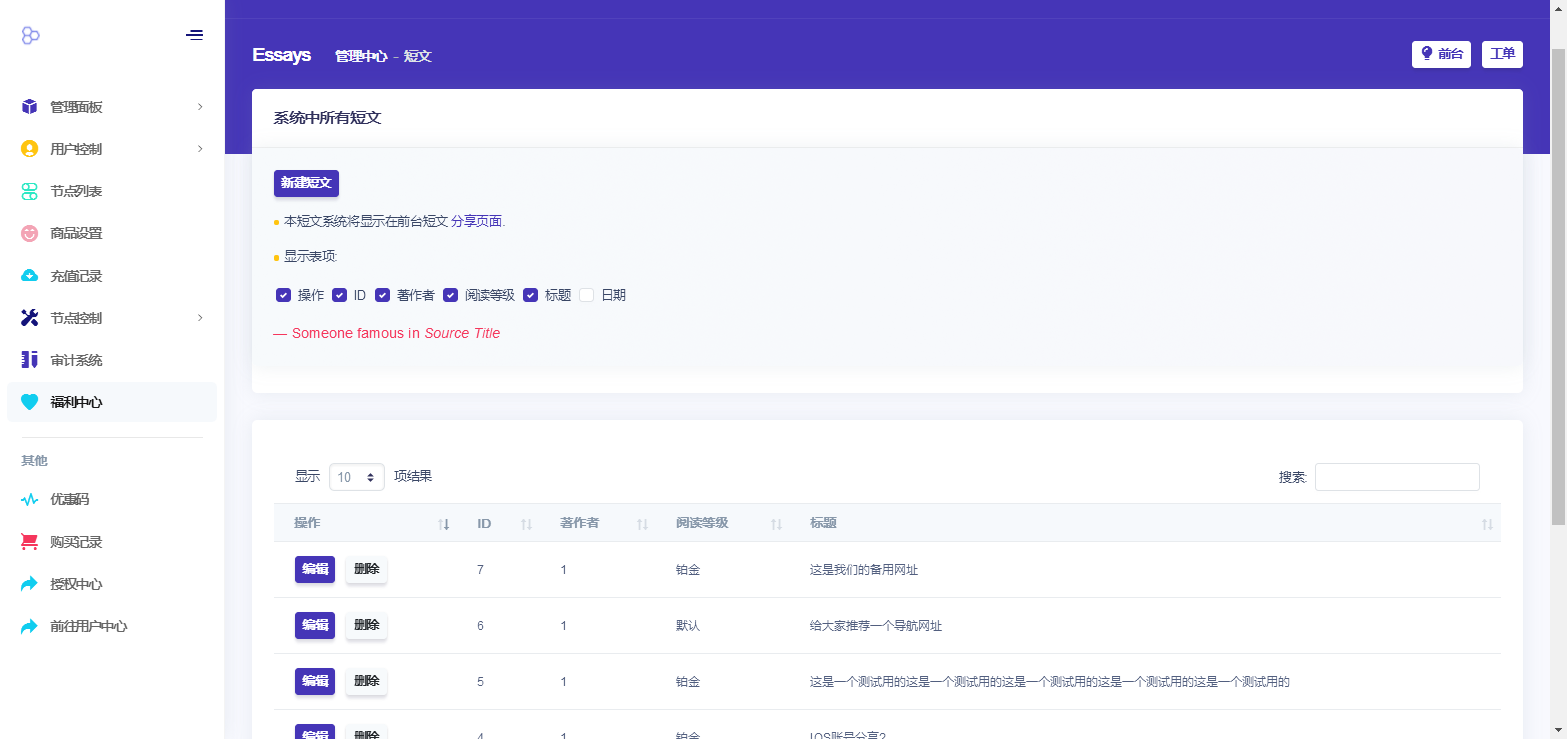 Essays 管理中心 - 短文
前台 工单
管理面板
用户控制
节点列表
商品设置
充值记录
节点控制
审计系统
福利中心
其他
优惠码
购买记录
授权中心
前往用户中心
系统中所有短文
新建短文
本短文系统将显示在前台短文 分享页面.
显示表项:
操作 ID 著作者 阅读等级 标题 日期
— Someone famous in Source Title
显示 10 项结果
搜索:
操作 ID 著作者 阅读等级 标题
编辑 删除 7 1 铂金 这是我们的备用网址
编辑 删除 6 1 默认 给大家推荐一个导航网址
编辑 删除 5 1 铂金 这是一个测试用的这是一个测试用的这是一个测试用的这是一个测试用的这是一个测试用的
编辑 删除 4 1 铂金 IOS账号分享?